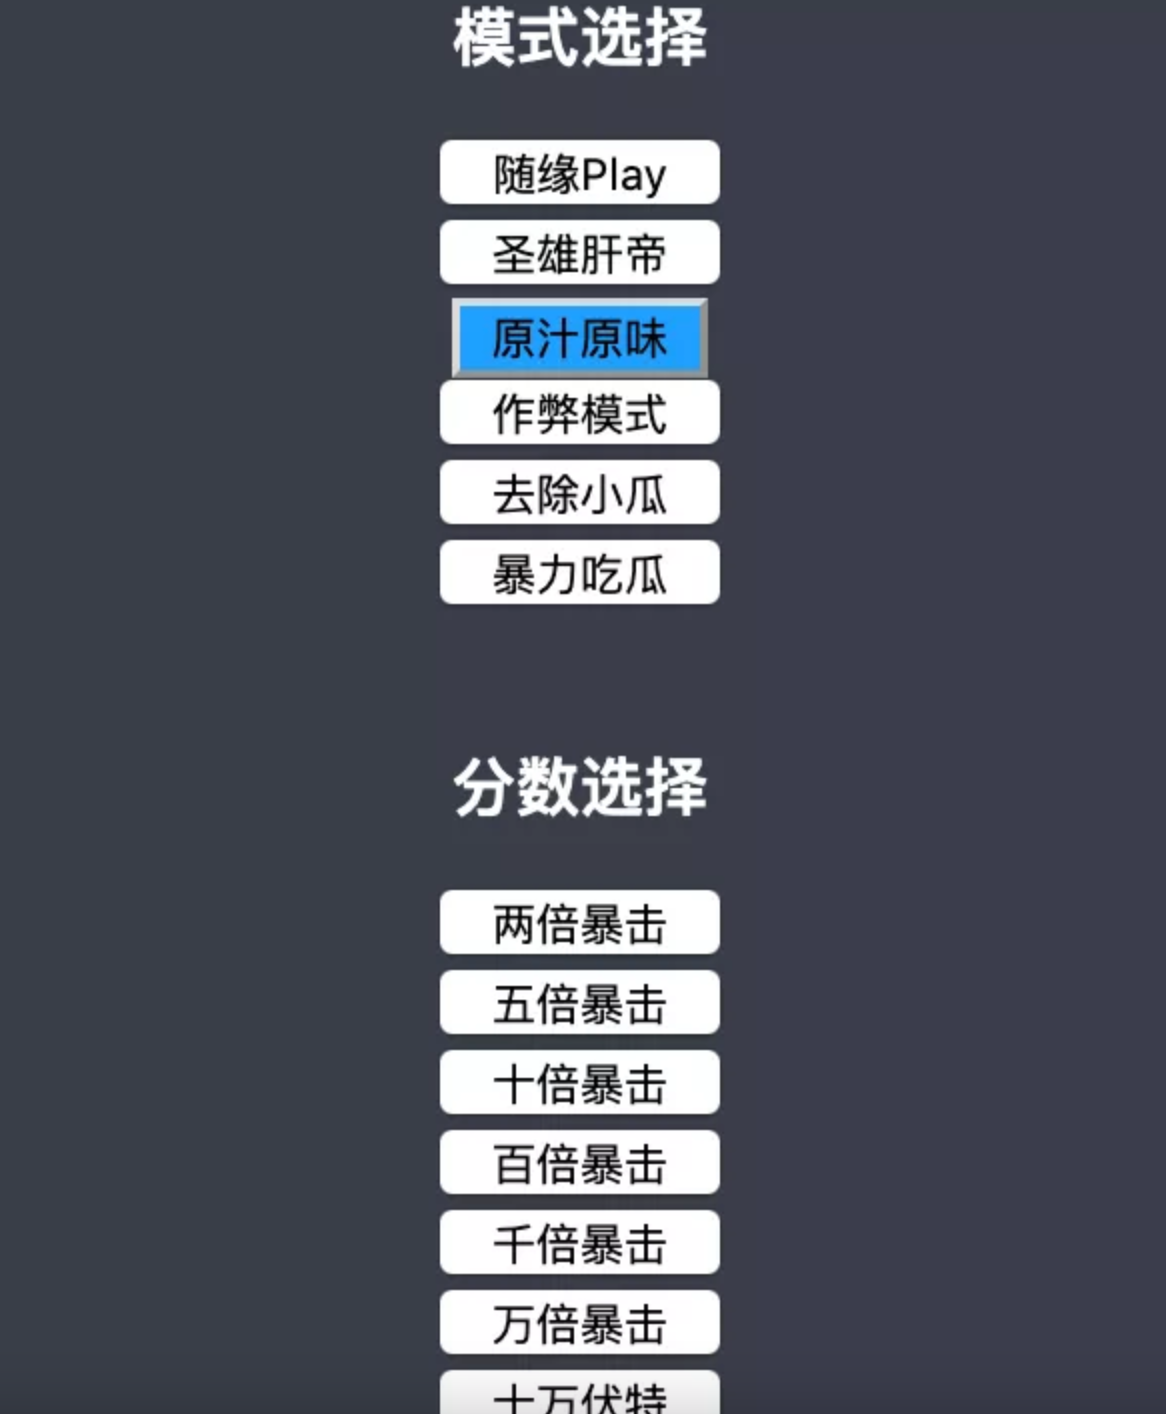 模式选择
随缘Play
圣雄肝帝
原汁原味
作弊模式
去除小瓜
暴力吃瓜
分数选择
两倍暴击
五倍暴击
十倍暴击
百倍暴击
千倍暴击
万倍暴击
十万伏特